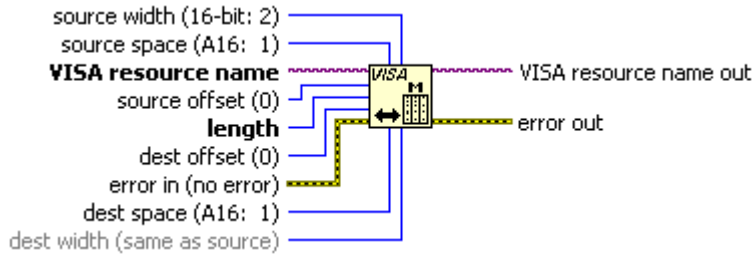 source width (16-bit: 2)
source space (A16: 1)
VISA resource name
VISA resource name out
source offset (0)
length
dest offset (0)
error in (no error)
error out
dest space (A16: 1)
dest width (same as source)
VISA
M